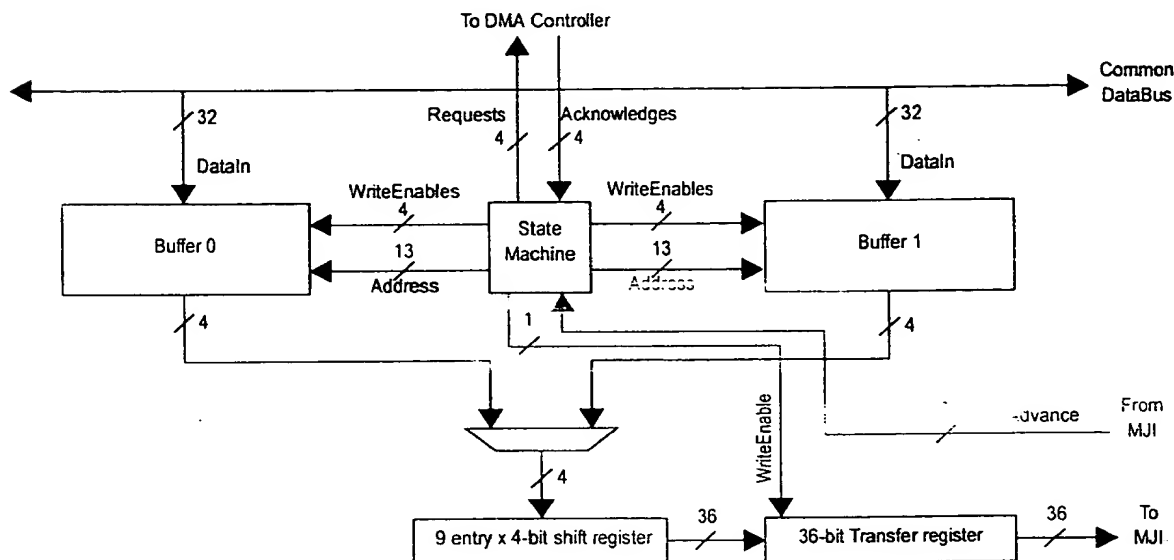 To DMA Controller
Common
DataBus
32
Requests
Acknowledges
32
4
4
DataIn
DataIn
WriteEnables
WriteEnables
4
4
Buffer 0
State
Machine
Buffer 1
13
13
Address
Address
4
1
4
WriteEnable
From
MJI
4
9 entry x 4-bit shift register
36
36-bit Transfer register
36
To
MJI